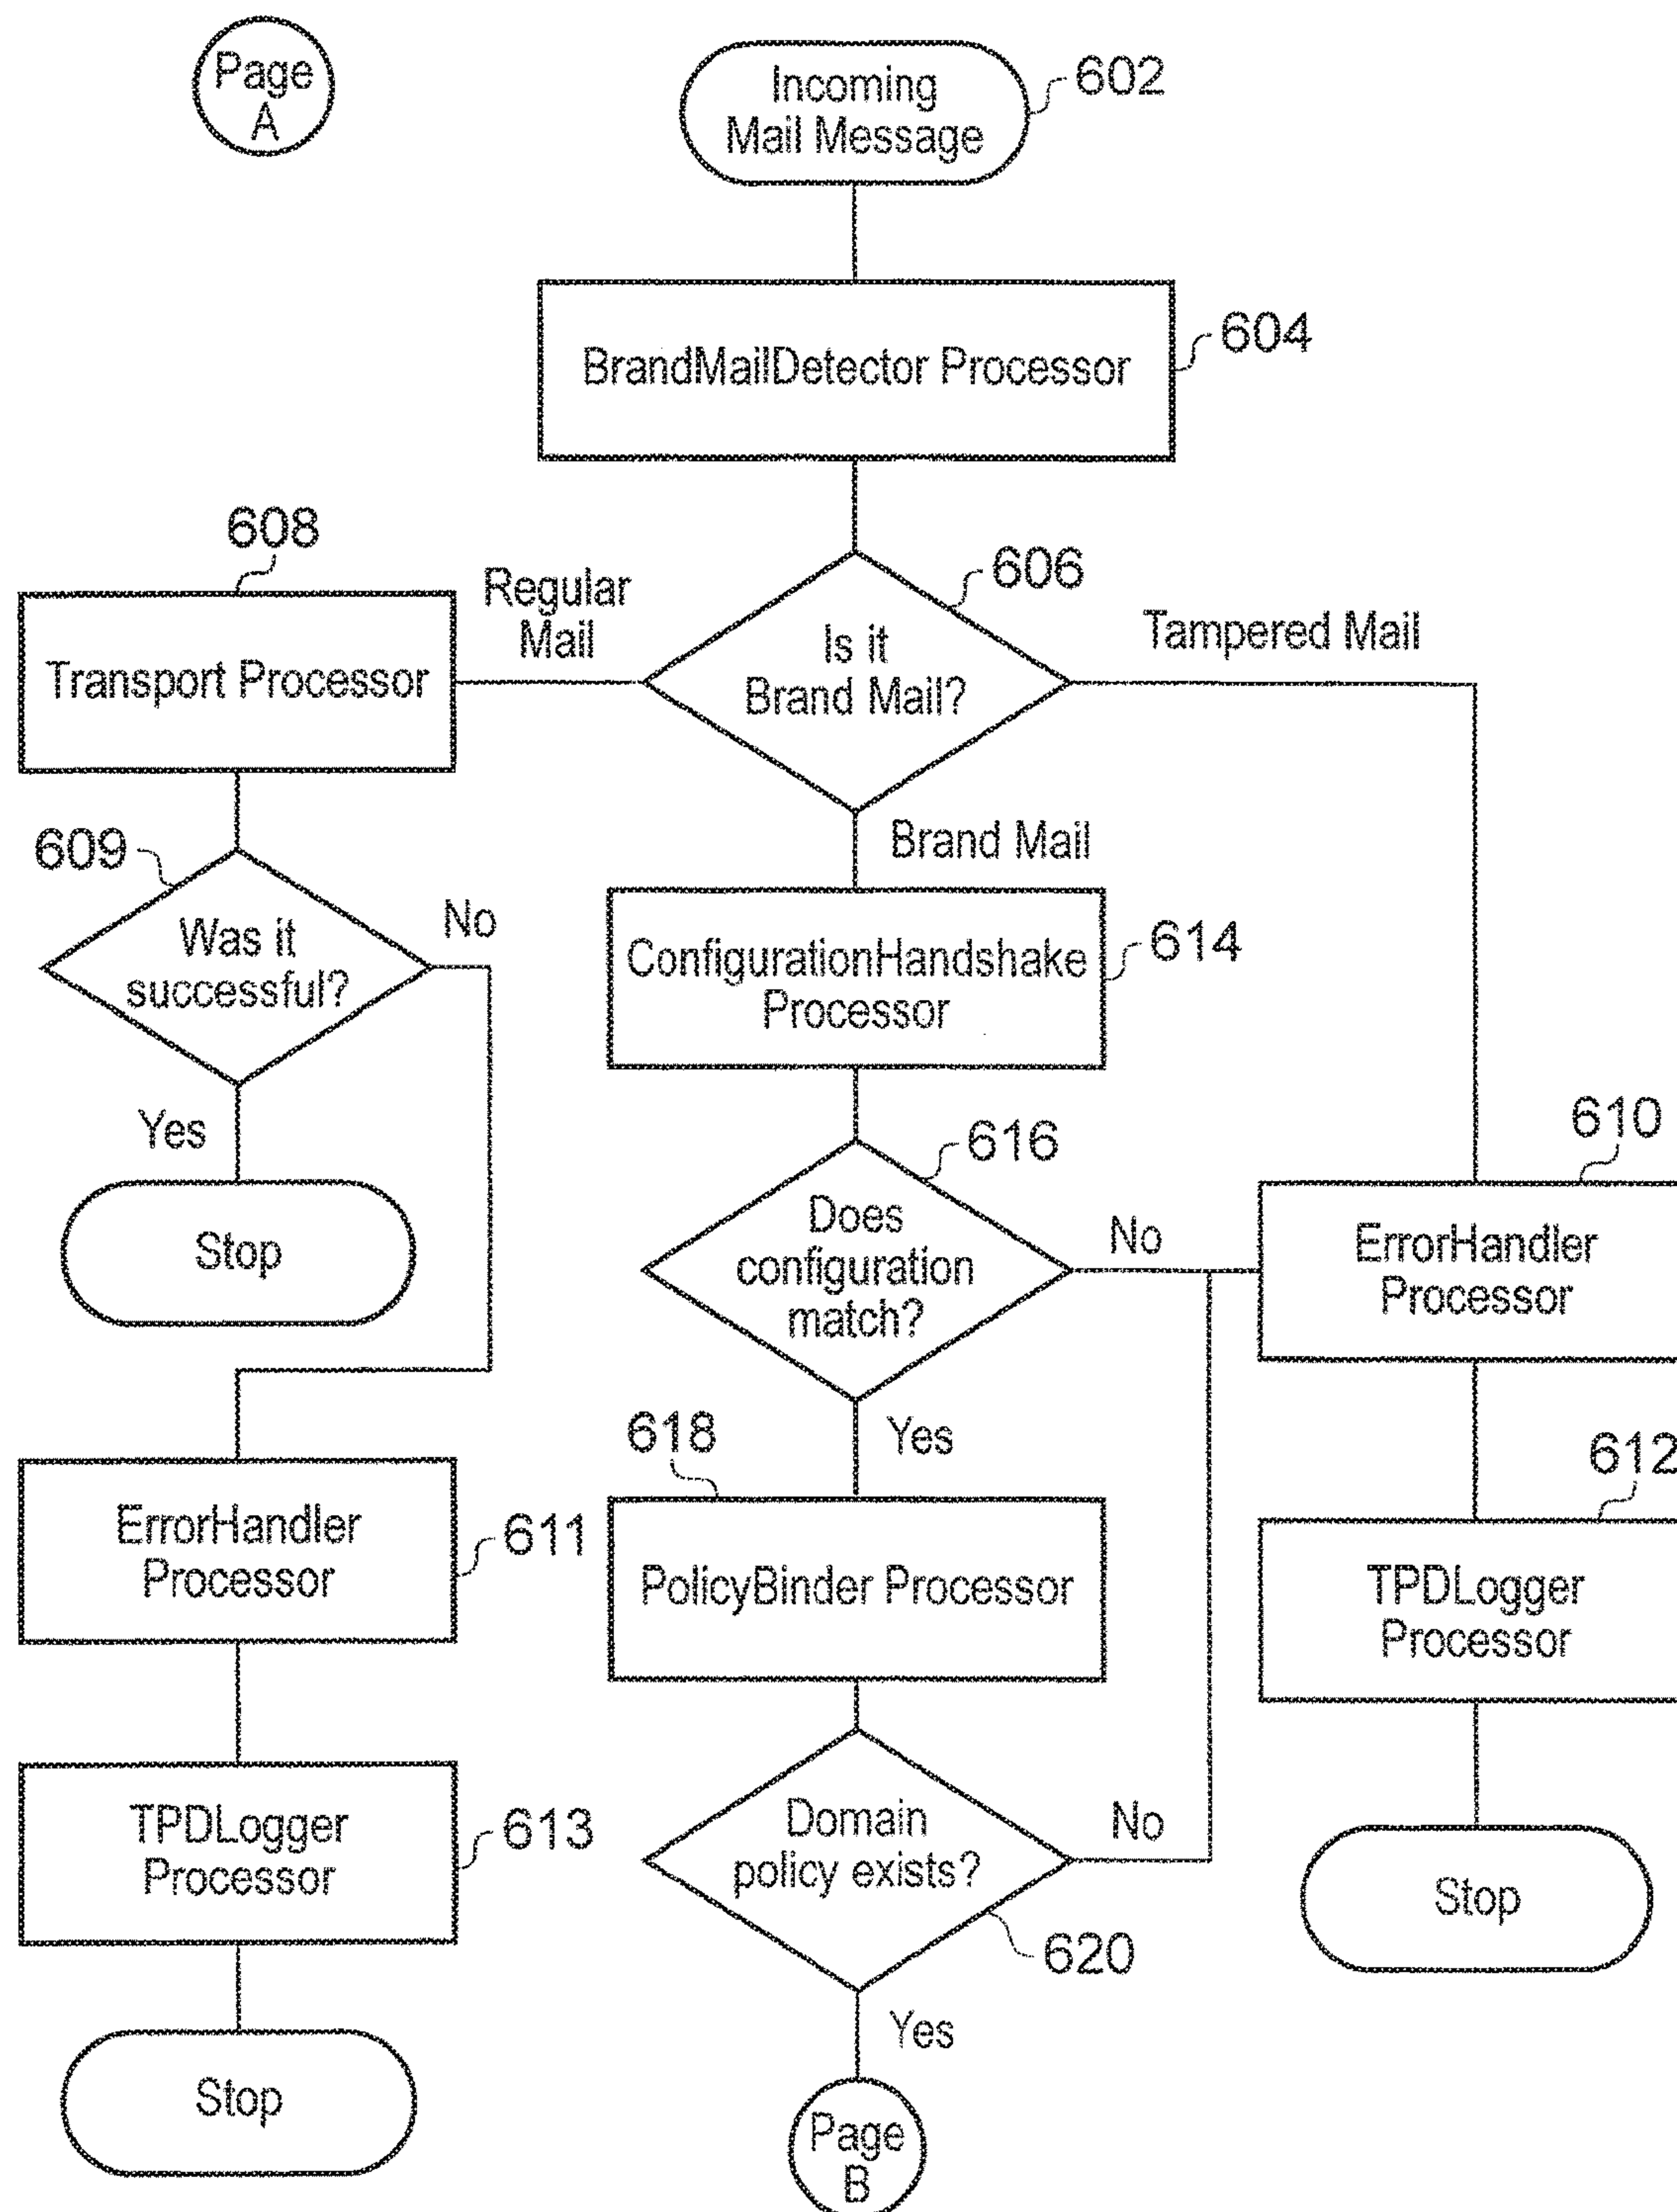 Page
A
Incoming
Mail Message
602
BrandMailDetector Processor
604
608
Regular
Mail
606
Tampered Mail
Transport Processor
Is it
Brand Mail?
609
Brand Mail
No
Was it
successful?
ConfigurationHandshake
Processor
614
Yes
616
610
Stop
Does
configuration
match?
No
ErrorHandler
Processor
618
Yes
612
ErrorHandler
Processor
611
PolicyBinder Processor
TPDLogger
Processor
TPDLogger
Processor
613
Domain
policy exists?
No
Stop
620
Yes
Stop
Page
B